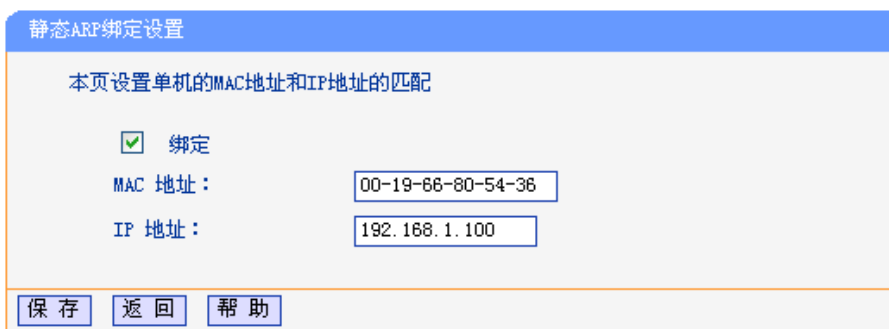 静态ARP绑定设置
本页设置单机的MAC地址和IP地址的匹配
绑定
MAC 地址： 00-19-66-80-54-36
IP 地址： 192.168.1.100
保 存 返 回 帮 助